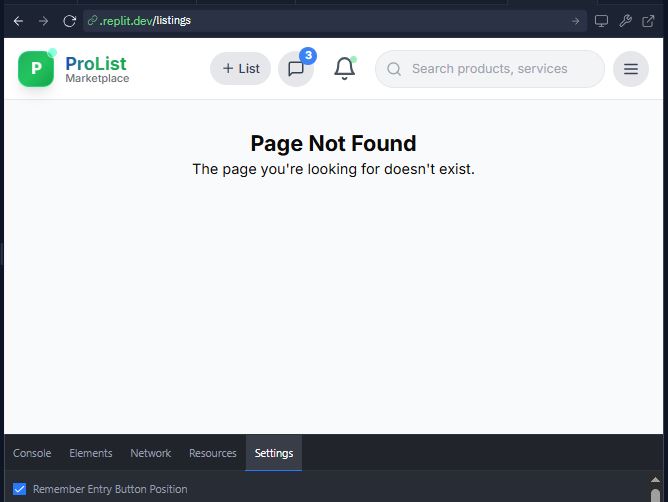 .replit.dev/listings
P
ProList
Marketplace
+ List
3
Search products, services
Page Not Found
The page you're looking for doesn't exist.
Console
Elements
Network
Resources
Settings
Remember Entry Button Position